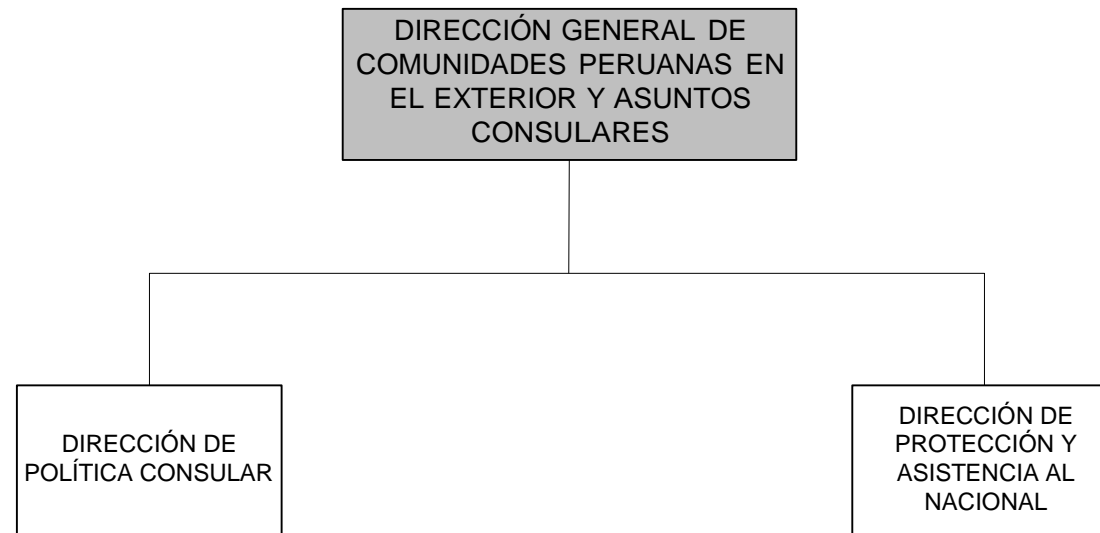 DIRECCIÓN GENERAL DE
COMUNIDADES PERUANAS EN
EL EXTERIOR Y ASUNTOS
CONSULARES
DIRECCIÓN DE
POLÍTICA CONSULAR
DIRECCIÓN DE
PROTECCIÓN Y
ASISTENCIA AL
NACIONAL